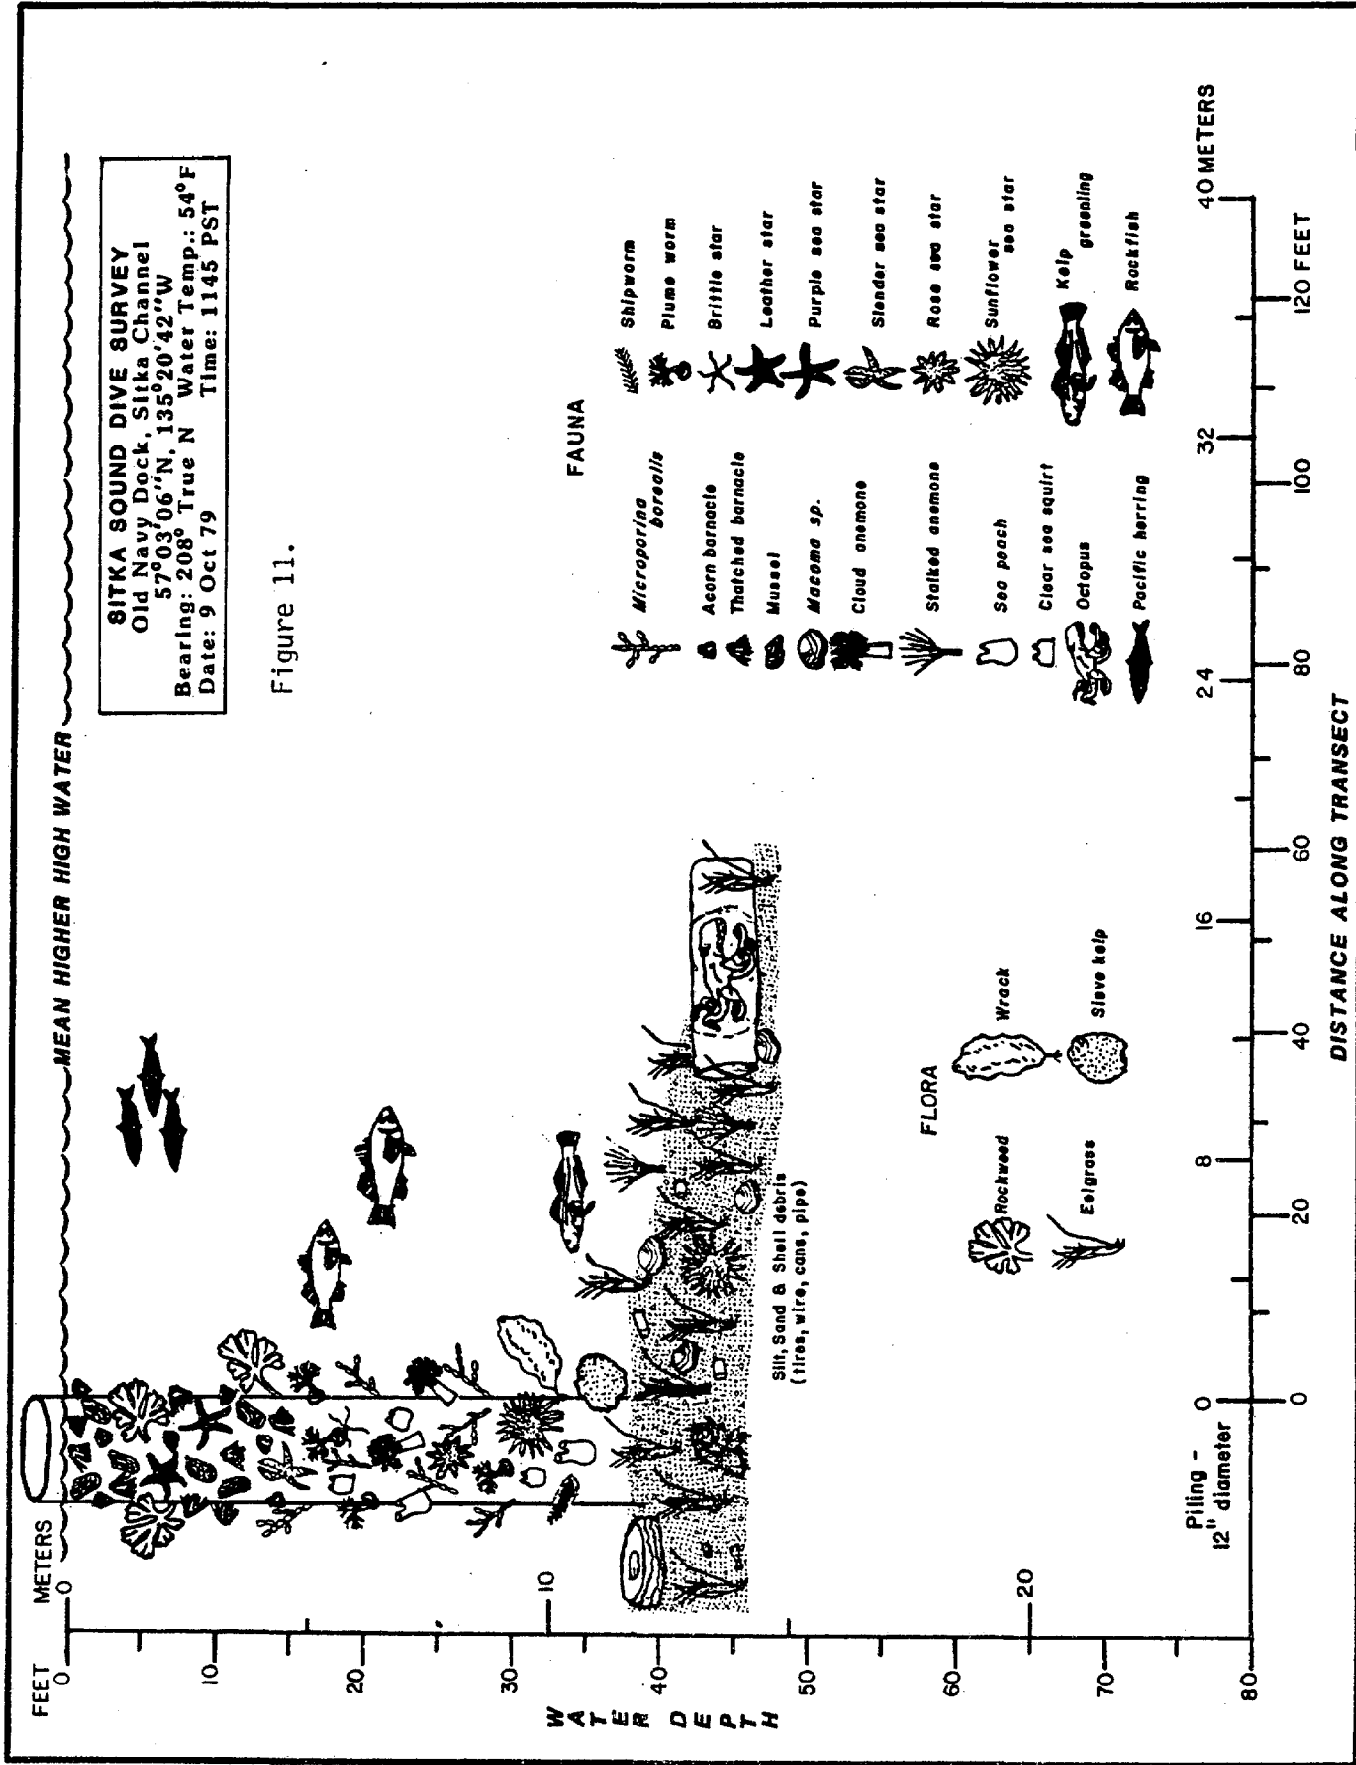 MEAN HIGHER HIGH WATER
SITKA SOUND DIVE SURVEY
Old Navy Dock, Sitka Channel
57°03'06''N, 135°20'42''W
Bearing: 208° True N Water Temp.: 54°F
Date: 9 Oct 79 Time: 1145 PST
Figure 11.
FEET METERS
0 0
10
20
30
10
40
50
60
20
70
80
WATER DEPTH
Silt, Sand & Shell debris
(tires, wire, cans, pipe)
FAUNA
Microporina
borealis
Acorn barnacle
Thatched barnacle
Mussel
Macoma sp.
Cloud anemone
Stalked anemone
Sea peach
Clear sea squirt
Octopus
Pacific herring
Shipworm
Plume worm
Brittle star
Leather star
Purple sea star
Slender sea star
Rose sea star
Sunflower
sea star
Kelp
greenling
Rockfish
FLORA
Rockweed
Eelgrass
Wrack
Sieve kelp
Piling -
12" diameter
0 8 16 24 32 40 METERS
0 20 40 60 80 100 120 FEET
DISTANCE ALONG TRANSECT